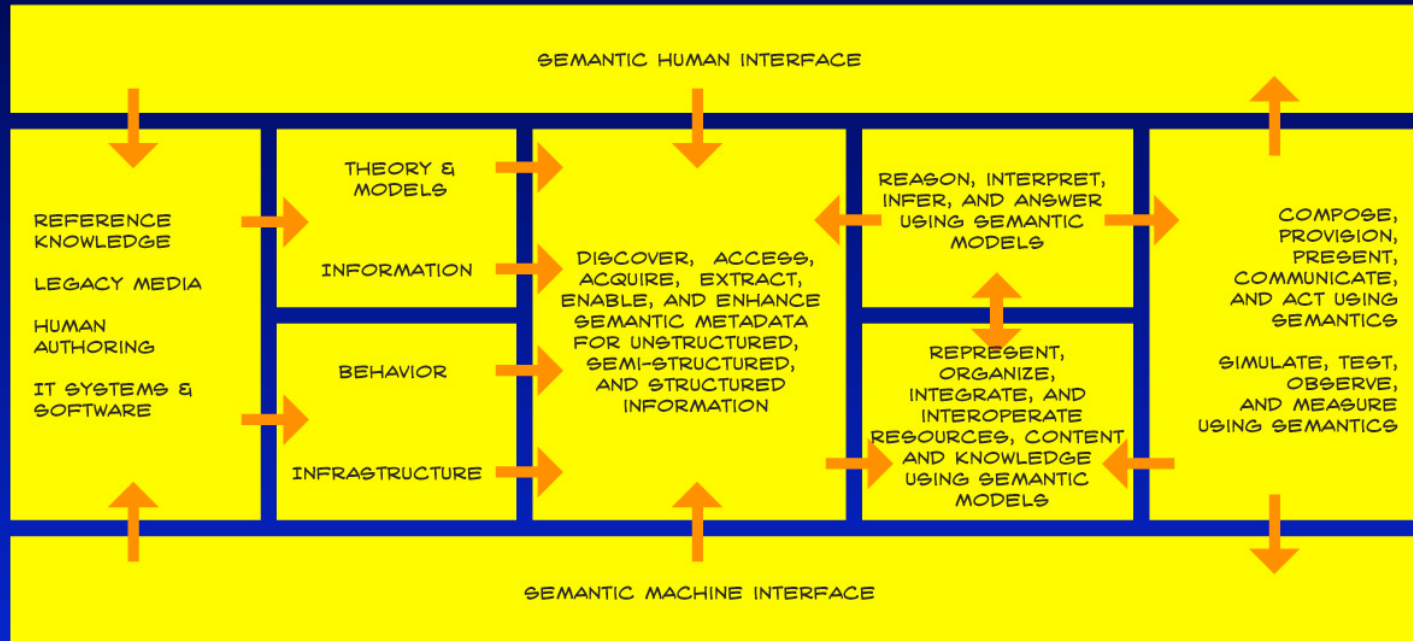 SEMANTIC HUMAN INTERFACE
REFERENCE
KNOWLEDGE
LEGACY MEDIA
HUMAN
AUTHORING
IT SYSTEMS &
SOFTWARE
THEORY &
MODELS
INFORMATION
BEHAVIOR
INFRASTRUCTURE
DISCOVER, ACCESS,
ACQUIRE, EXTRACT,
ENABLE, AND ENHANCE
SEMANTIC METADATA
FOR UNSTRUCTURED,
SEMI-STRUCTURED,
AND STRUCTURED
INFORMATION
REASON, INTERPRET,
INFER, AND ANSWER
USING SEMANTIC
MODELS
REPRESENT,
ORGANIZE,
INTEGRATE, AND
INTEROPERATE
RESOURCES, CONTENT
AND KNOWLEDGE
USING SEMANTIC
MODELS
COMPOSE,
PROVISION,
PRESENT,
COMMUNICATE,
AND ACT USING
SEMANTICS
SIMULATE, TEST,
OBSERVE,
AND MEASURE
USING SEMANTICS
SEMANTIC MACHINE INTERFACE